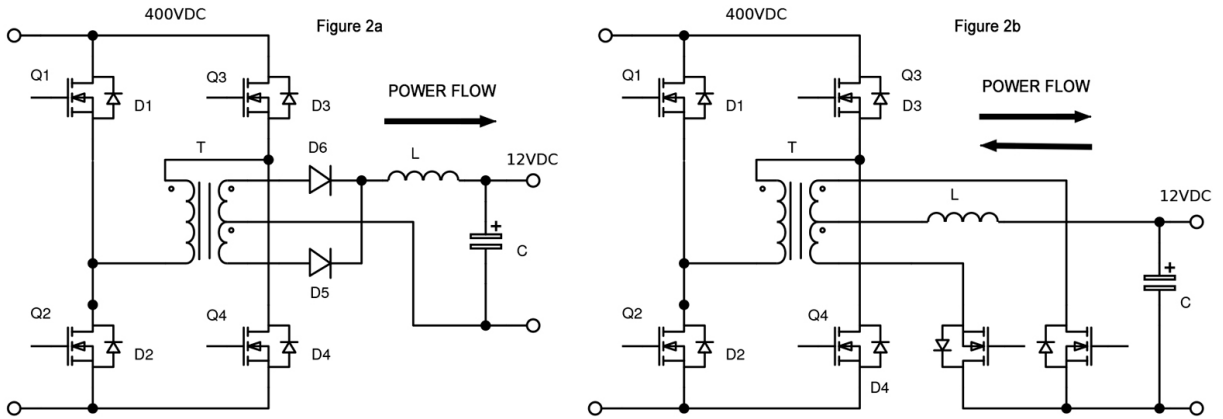 400VDC
Figure 2a
Q1
D1
Q3
D3
POWER FLOW
T
D6
L
12VDC
+
C
D5
Q2
D2
Q4
D4
400VDC
Figure 2b
Q1
D1
Q3
D3
POWER FLOW
T
L
12VDC
+
C
Q2
D2
Q4
D4